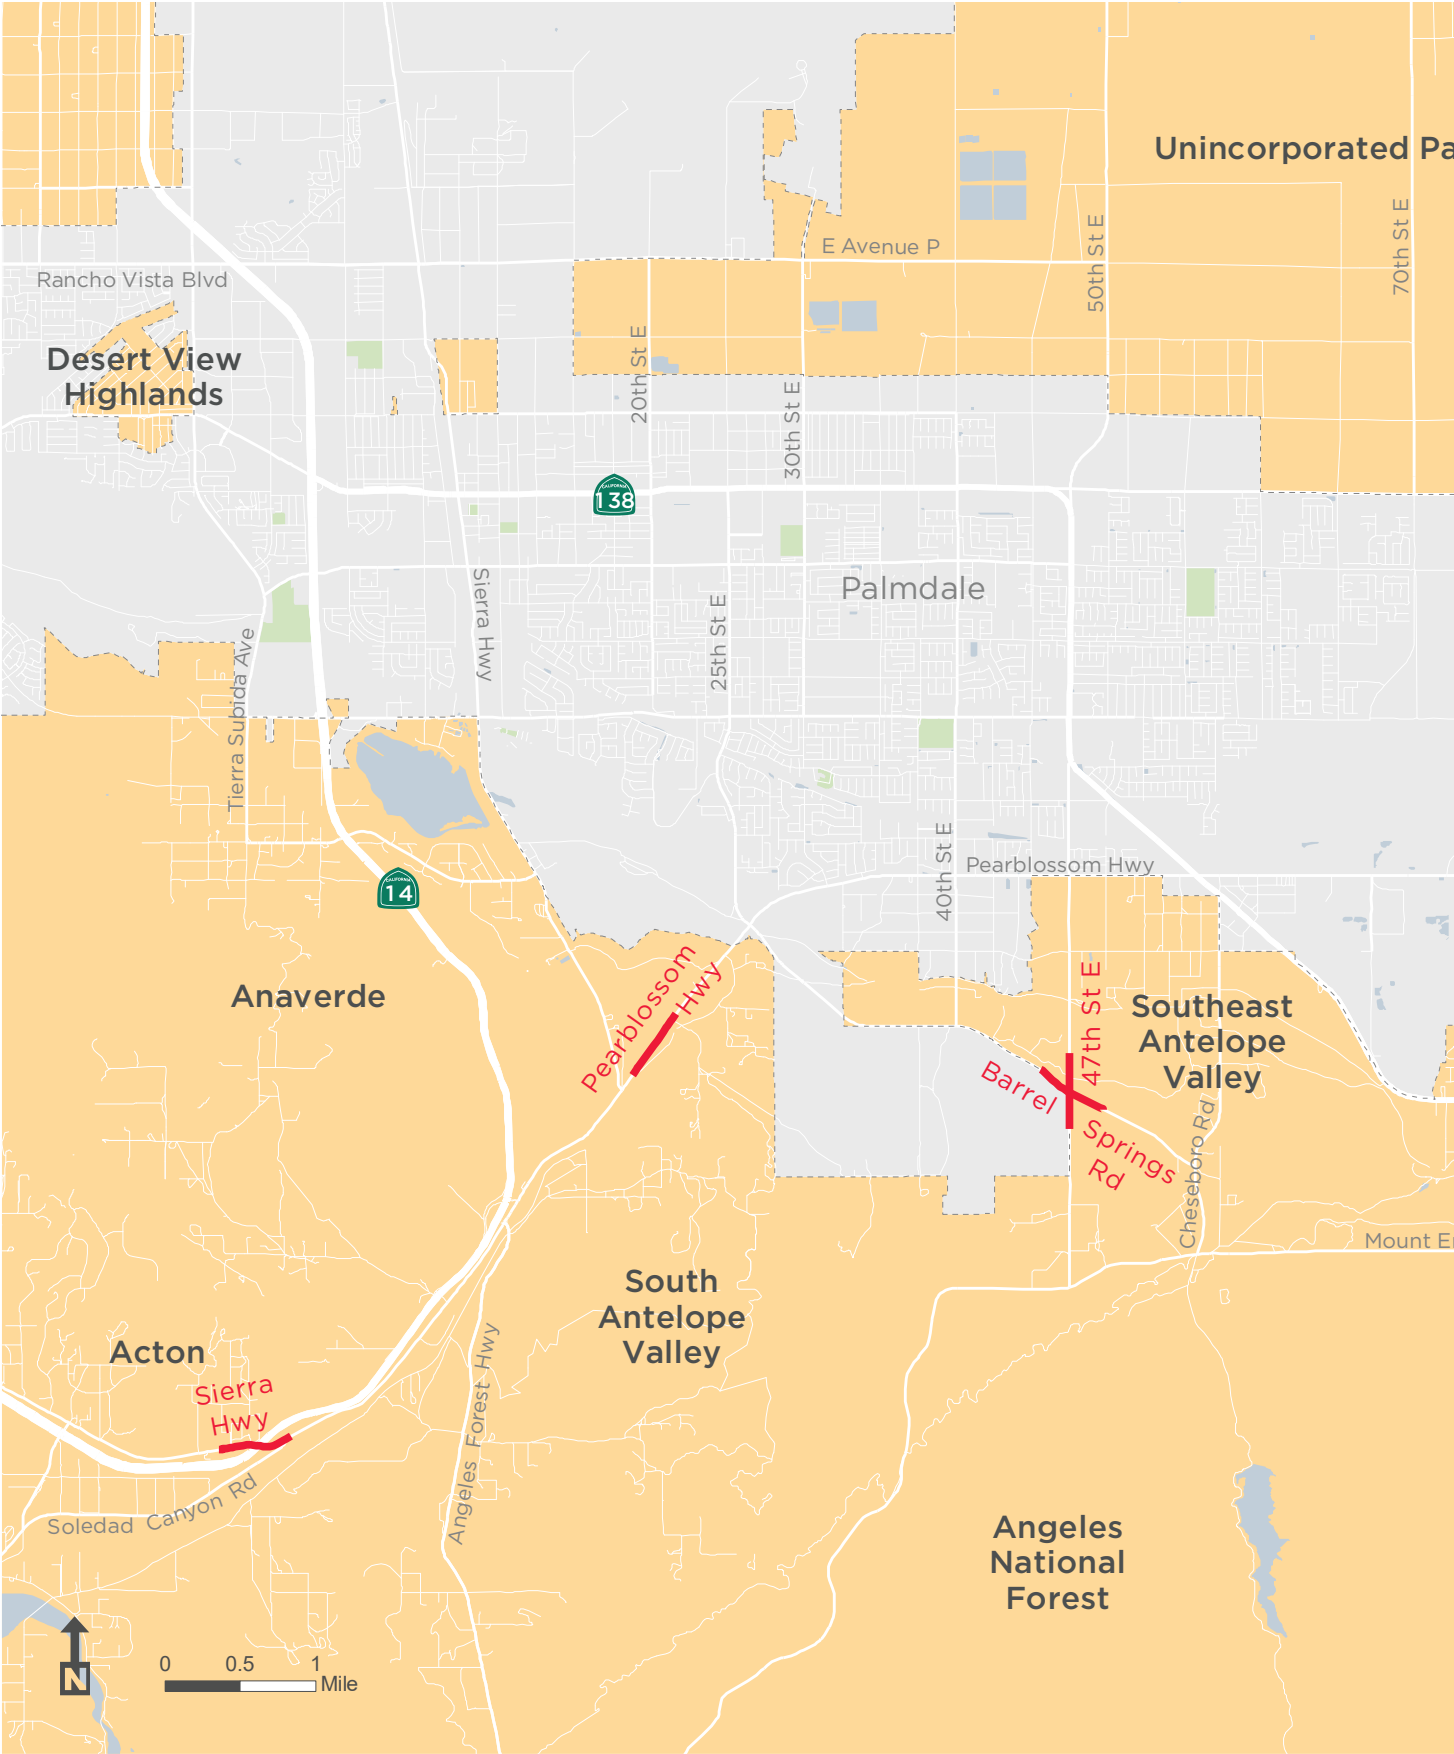 Unincorporated Pa
E Avenue P
50th St E
70th St E
Rancho Vista Blvd
Desert View
Highlands
20th St E
30th St E
CALIFORNIA
138
Palmdale
Sierra Hwy
25th St E
Tierra Subida Ave
40th St E
Pearblossom Hwy
CALIFORNIA
14
Anaverde
Pearblossom
Hwy
47th St E
Southeast
Antelope
Valley
Barrel
Springs
Rd
Cheseboro Rd
Mount E
South
Antelope
Valley
Acton
Sierra
Hwy
Angeles Forest Hwy
Soledad Canyon Rd
Angeles
National
Forest
N
0 0.5 1
Mile